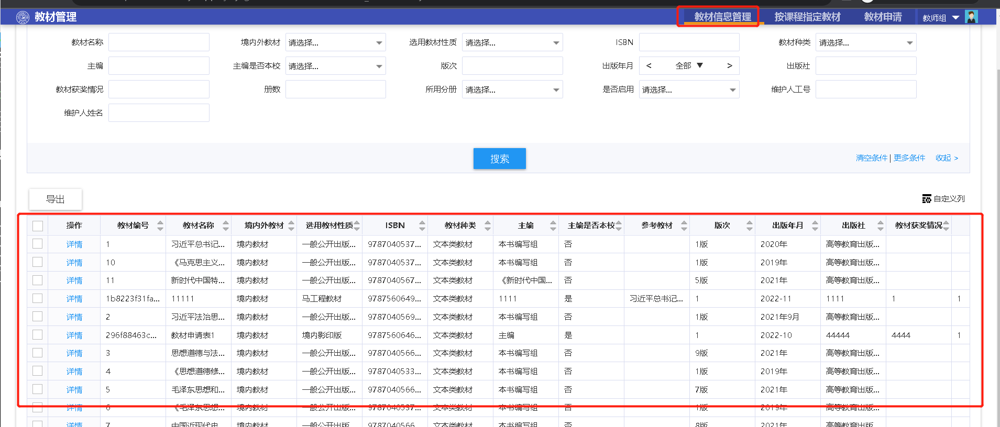 教材管理 教材信息管理 按课程指定教材 教材申请 教师组
教材名称 境内外教材 请选择... 选用教材性质 请选择... ISBN 教材种类 请选择...
主编 主编是否本校 请选择... 版次 出版年月 < 全部 ▼ > 出版社
教材获奖情况 册数 所用分册 请选择... 是否启用 请选择... 维护人工号
维护人姓名
搜索 清空条件 | 更多条件 收起 >
导出 自定义列
操作 教材编号 教材名称 境内外教材 选用教材性质 ISBN 教材种类 主编 主编是否本校 参考教材 版次 出版年月 出版社 教材获奖情况
详情 1 习近平总书记... 境内教材 一般公开出版... 9787040537... 文本类教材 本书编写组 否 1版 2020年 高等教育出版...
详情 10 《马克思主义... 境内教材 一般公开出版... 9787040537... 文本类教材 本书编写组 否 1版 2019年 高等教育出版...
详情 11 新时代中国特... 境内教材 一般公开出版... 9787040567... 文本类教材 《新时代中国... 否 5版 2021年 高等教育出版...
详情 1b8223f31fa... 11111 境内教材 马工程教材 9787560649... 文本类教材 1111 是 习近平总书记... 1 2022-11 1111 1 1
详情 2 习近平法治思... 境内教材 一般公开出版... 9787040569... 文本类教材 本书编写组 否 1版 2021年9月 高等教育出版...
详情 296f88463c... 教材申请表1 境内教材 境内影印版 9787560646... 文本类教材 主编 是 1 2022-10 44444 4444 1
详情 3 思想道德与法... 境内教材 一般公开出版... 9787040566... 文本类教材 本书编写组 否 9版 2021年 高等教育出版...
详情 4 《思想道德修... 境内教材 一般公开出版... 9787040533... 文本类教材 本书编写组 否 1版 2019年 高等教育出版...
详情 5 毛泽东思想和... 境内教材 一般公开出版... 9787040566... 文本类教材 本书编写组 否 7版 2021年 高等教育出版...
详情 6 《毛泽东思想... 境内教材 一般公开出版... 9787040537... 文本类教材 本书编写组 否 1版 2019年 高等教育出版...
详情 7 中国近现代史... 境内教材 一般公开出版... 9787040566... 文本类教材 本书编写组 否 8版 2021年 高等教育出版...